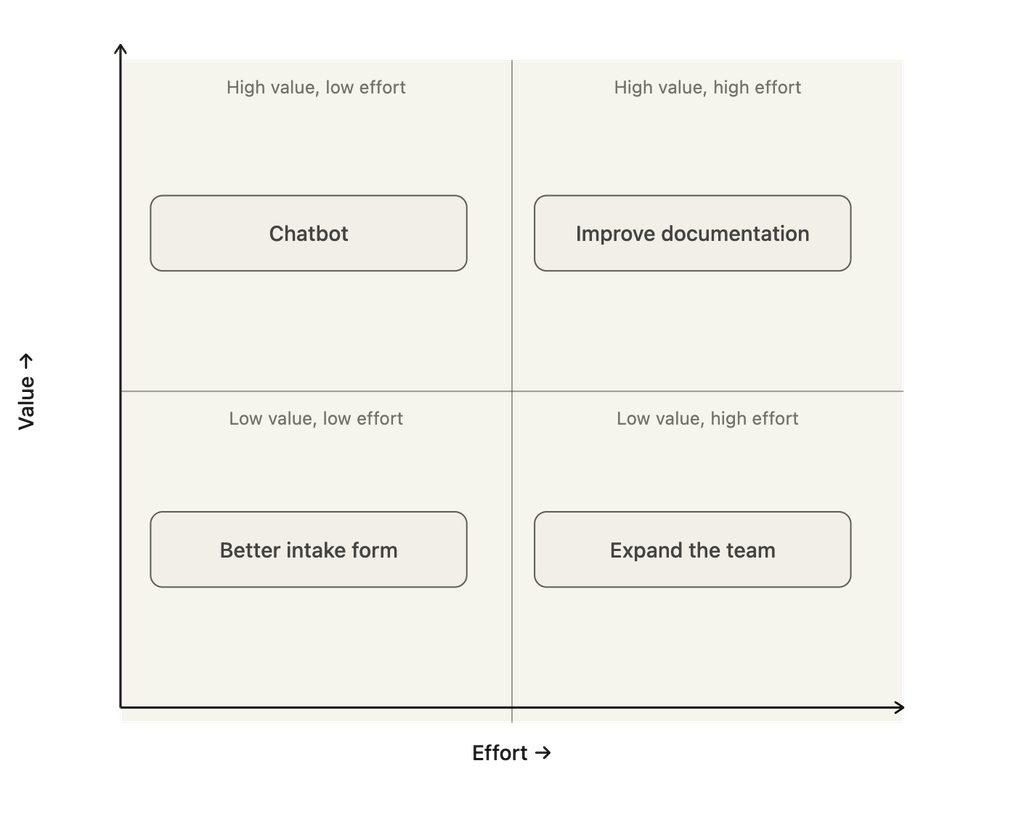 High value, low effort
High value, high effort
Chatbot
Improve documentation
Value →
Low value, low effort
Low value, high effort
Better intake form
Expand the team
Effort →